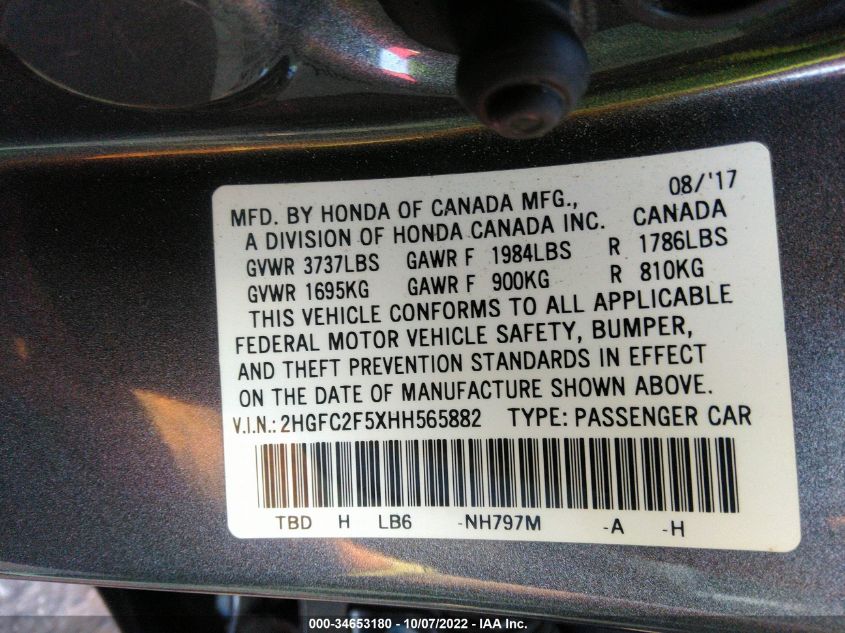 08/'17
MFD. BY HONDA OF CANADA MFG.,
A DIVISION OF HONDA CANADA INC. CANADA
GVWR 3737LBS GAWR F 1984LBS R 1786LBS
GVWR 1695KG GAWR F 900KG R 810KG
THIS VEHICLE CONFORMS TO ALL APPLICABLE
FEDERAL MOTOR VEHICLE SAFETY, BUMPER,
AND THEFT PREVENTION STANDARDS IN EFFECT
ON THE DATE OF MANUFACTURE SHOWN ABOVE.
V.I.N.: 2HGFC2F5XHH565882 TYPE: PASSENGER CAR
TBD H LB6 -NH797M -A -H
000-34653180 - 10/07/2022 - IAA Inc.